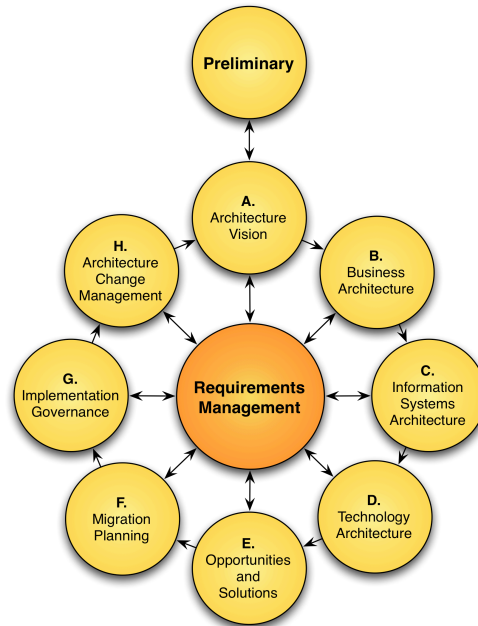 Preliminary
A.
Architecture
Vision
B.
Business
Architecture
C.
Information
Systems
Architecture
D.
Technology
Architecture
E.
Opportunities
and
Solutions
F.
Migration
Planning
G.
Implementation
Governance
H.
Architecture
Change
Management
Requirements
Management